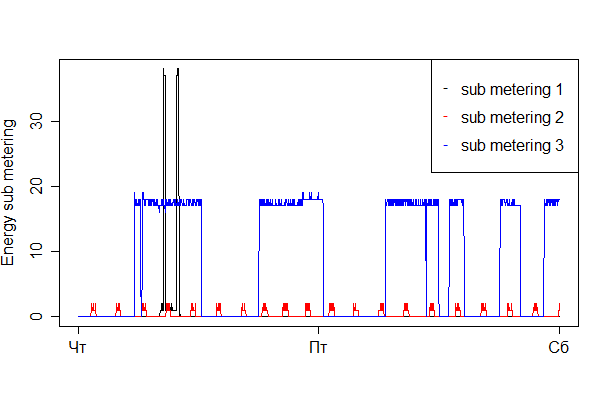 sub metering 1
sub metering 2
sub metering 3
Energy sub metering
30
20
10
0
Чт Пт Сб